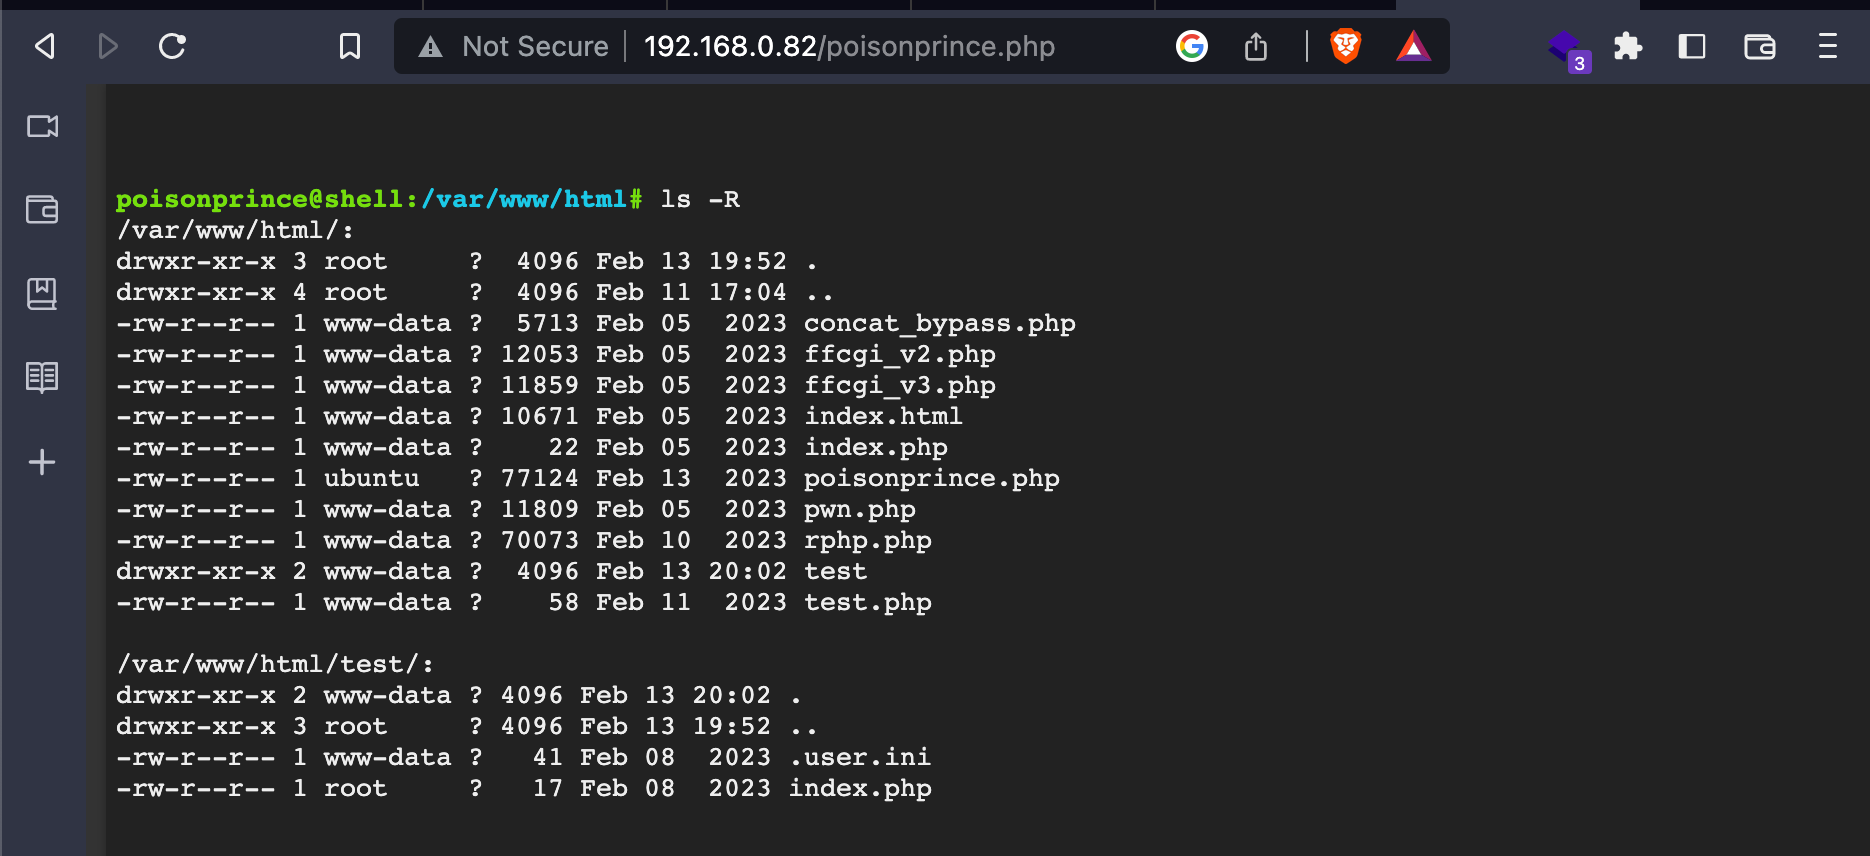 Not Secure 192.168.0.82/poisonprince.php
3
poisonprince@shell:/var/www/html# ls -R
/var/www/html/:
drwxr-xr-x 3 root     ?  4096 Feb 13 19:52 .
drwxr-xr-x 4 root     ?  4096 Feb 11 17:04 ..
-rw-r--r-- 1 www-data ?  5713 Feb 05  2023 concat_bypass.php
-rw-r--r-- 1 www-data ? 12053 Feb 05  2023 ffcgi_v2.php
-rw-r--r-- 1 www-data ? 11859 Feb 05  2023 ffcgi_v3.php
-rw-r--r-- 1 www-data ? 10671 Feb 05  2023 index.html
-rw-r--r-- 1 www-data ?    22 Feb 05  2023 index.php
-rw-r--r-- 1 ubuntu   ? 77124 Feb 13  2023 poisonprince.php
-rw-r--r-- 1 www-data ? 11809 Feb 05  2023 pwn.php
-rw-r--r-- 1 www-data ? 70073 Feb 10  2023 rphp.php
drwxr-xr-x 2 www-data ?  4096 Feb 13 20:02 test
-rw-r--r-- 1 www-data ?    58 Feb 11  2023 test.php
/var/www/html/test/:
drwxr-xr-x 2 www-data ? 4096 Feb 13 20:02 .
drwxr-xr-x 3 root     ? 4096 Feb 13 19:52 ..
-rw-r--r-- 1 www-data ?   41 Feb 08  2023 .user.ini
-rw-r--r-- 1 root     ?   17 Feb 08  2023 index.php